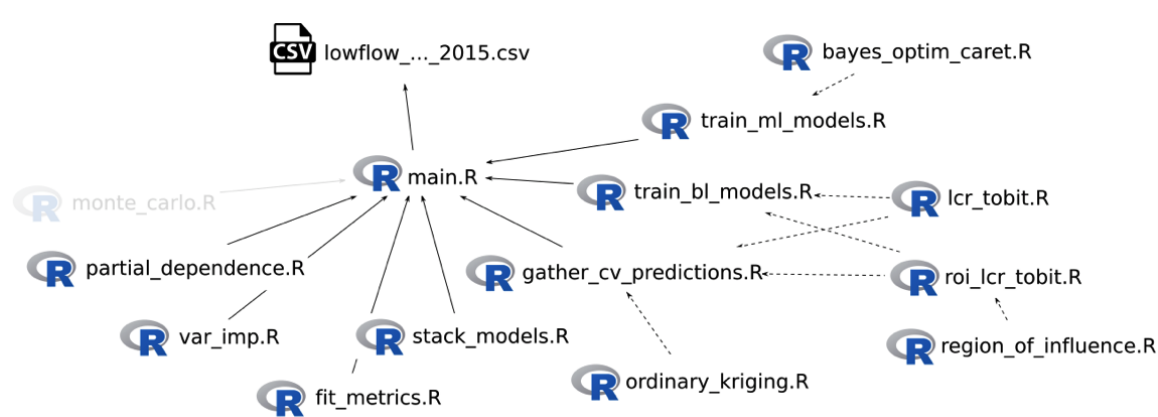 CSV lowflow_..._2015.csv
R bayes_optim_caret.R
R train_ml_models.R
R main.R
R train_bl_models.R
R lcr_tobit.R
R monte_carlo.R
R partial_dependence.R
R gather_cv_predictions.R
R roi_lcr_tobit.R
R var_imp.R
R stack_models.R
R region_of_influence.R
R fit_metrics.R
R ordinary_kriging.R